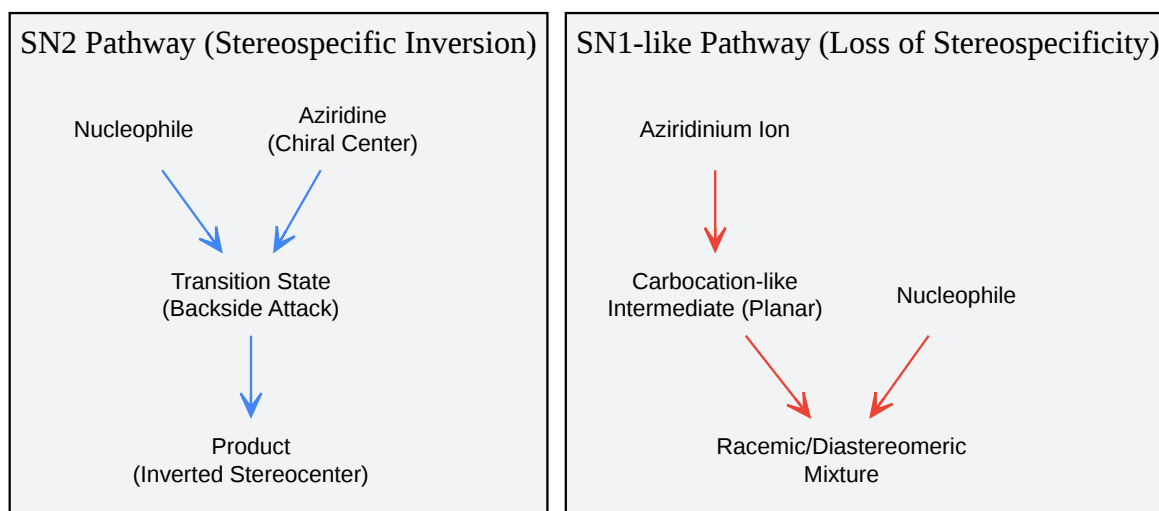 SN2 Pathway (Stereospecific Inversion)
Nucleophile
Aziridine
(Chiral Center)
Transition State
(Backside Attack)
Product
(Inverted Stereocenter)
SN1-like Pathway (Loss of Stereospecificity)
Aziridinium Ion
Carbocation-like
Intermediate (Planar)
Nucleophile
Racemic/Diastereomeric
Mixture